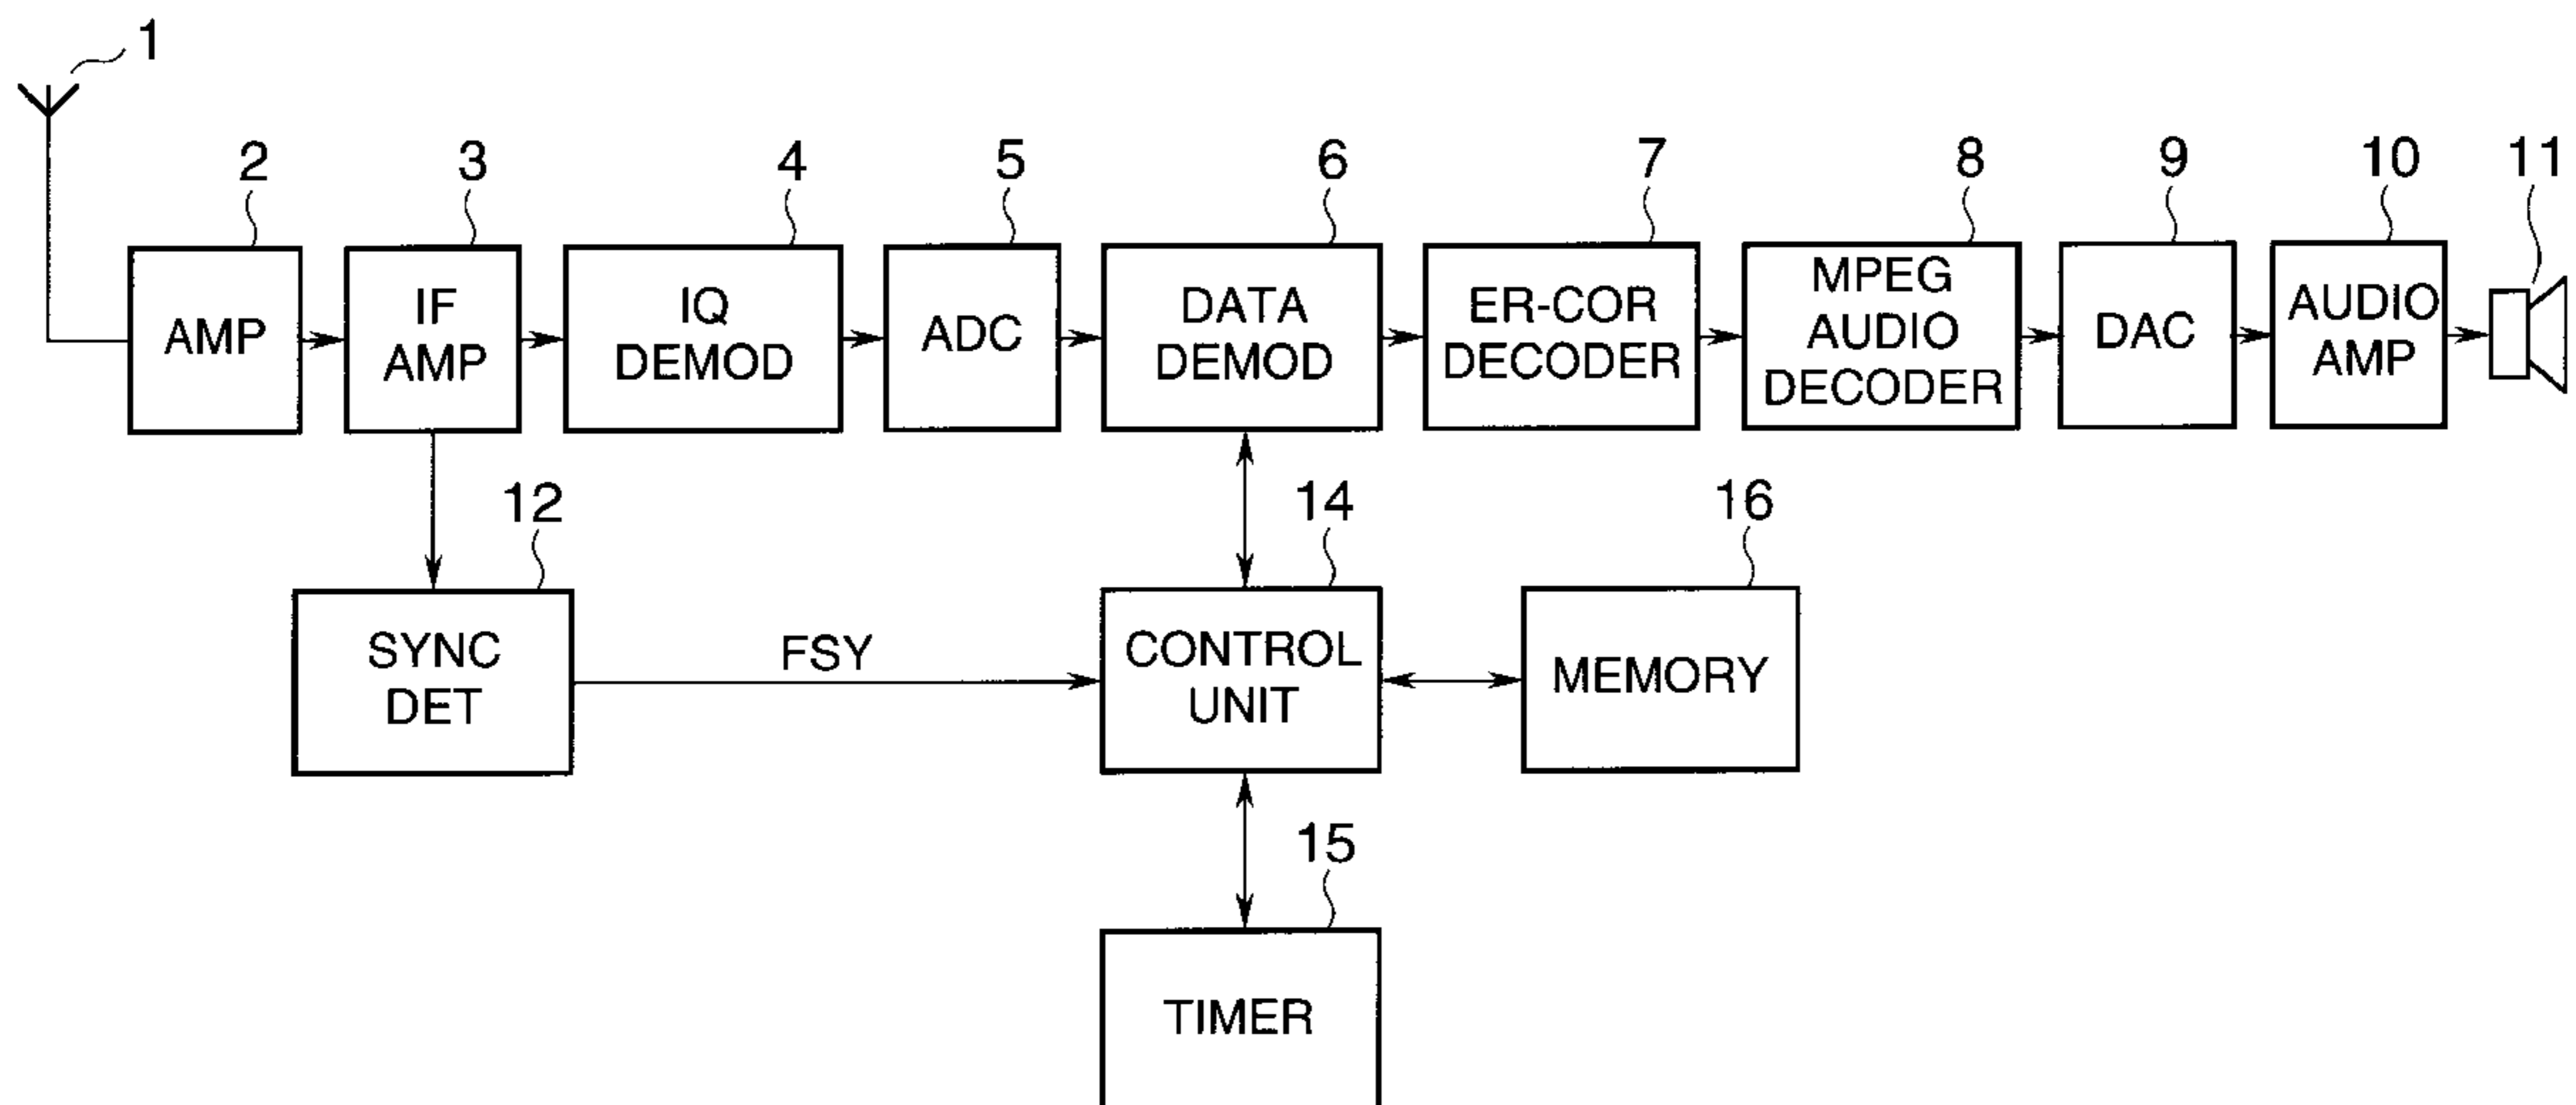 1
2
3
4
5
6
7
8
9
10
11
AMP
IF
AMP
IQ
DEMOD
ADC
DATA
DEMOD
ER-COR
DECODER
MPEG
AUDIO
DECODER
DAC
AUDIO
AMP
12
14
16
SYNC
DET
FSY
CONTROL
UNIT
MEMORY
15
TIMER